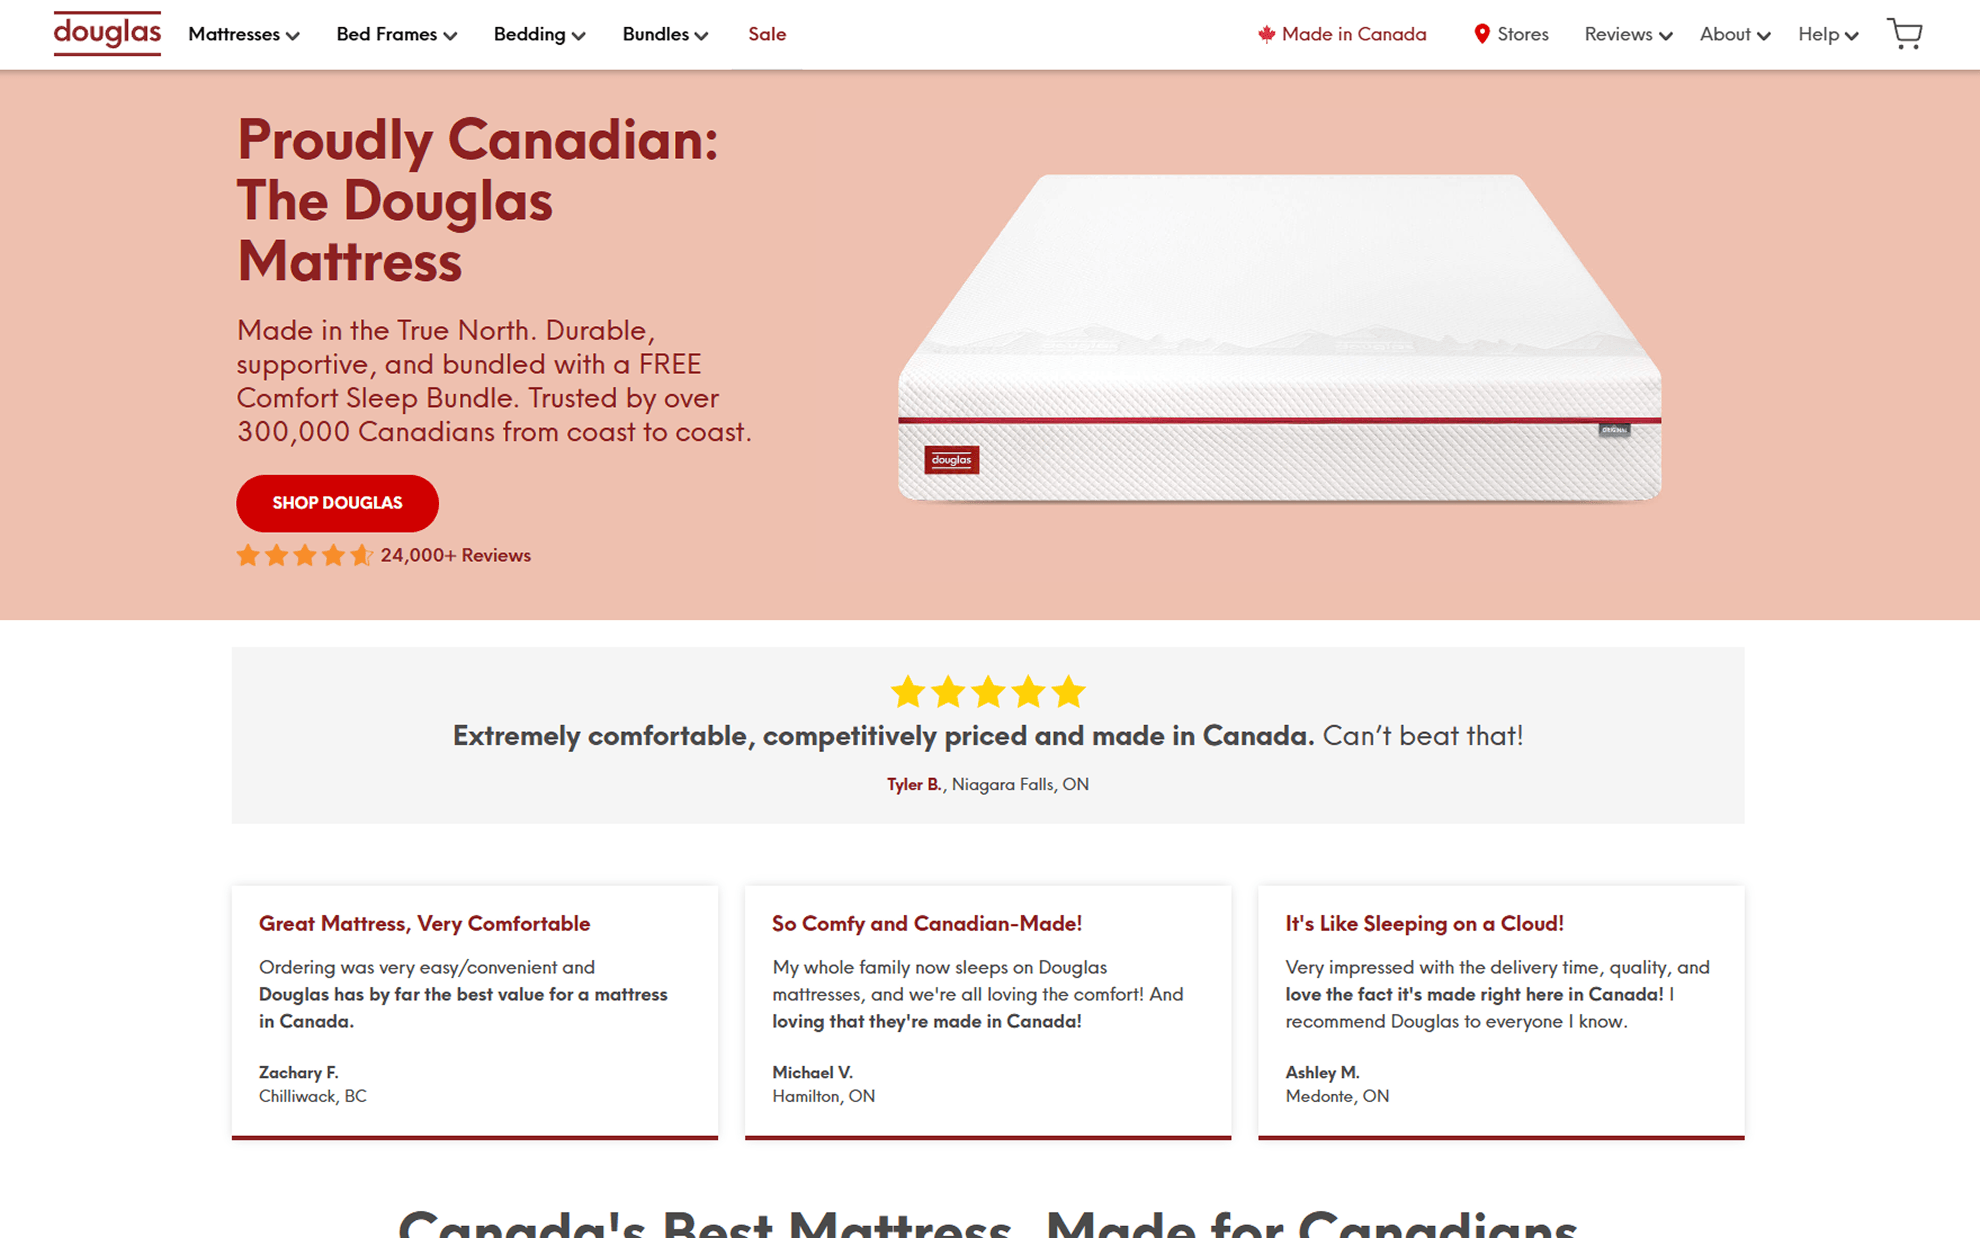 douglas
Mattresses
Bed Frames
Bedding
Bundles
Sale
Made in Canada
Stores
Reviews
About
Help
Proudly Canadian:
The Douglas
Mattress
Made in the True North. Durable,
supportive, and bundled with a FREE
Comfort Sleep Bundle. Trusted by over
300,000 Canadians from coast to coast.
SHOP DOUGLAS
24,000+ Reviews
ORIGINAL
douglas
Extremely comfortable, competitively priced and made in Canada. Can’t beat that!
Tyler B., Niagara Falls, ON
Great Mattress, Very Comfortable
Ordering was very easy/convenient and
Douglas has by far the best value for a mattress
in Canada.
Zachary F.
Chilliwack, BC
So Comfy and Canadian-Made!
My whole family now sleeps on Douglas
mattresses, and we're all loving the comfort! And
loving that they're made in Canada!
Michael V.
Hamilton, ON
It's Like Sleeping on a Cloud!
Very impressed with the delivery time, quality, and
love the fact it's made right here in Canada! I
recommend Douglas to everyone I know.
Ashley M.
Medonte, ON
Canada's Best Mattress, Made for Canadians